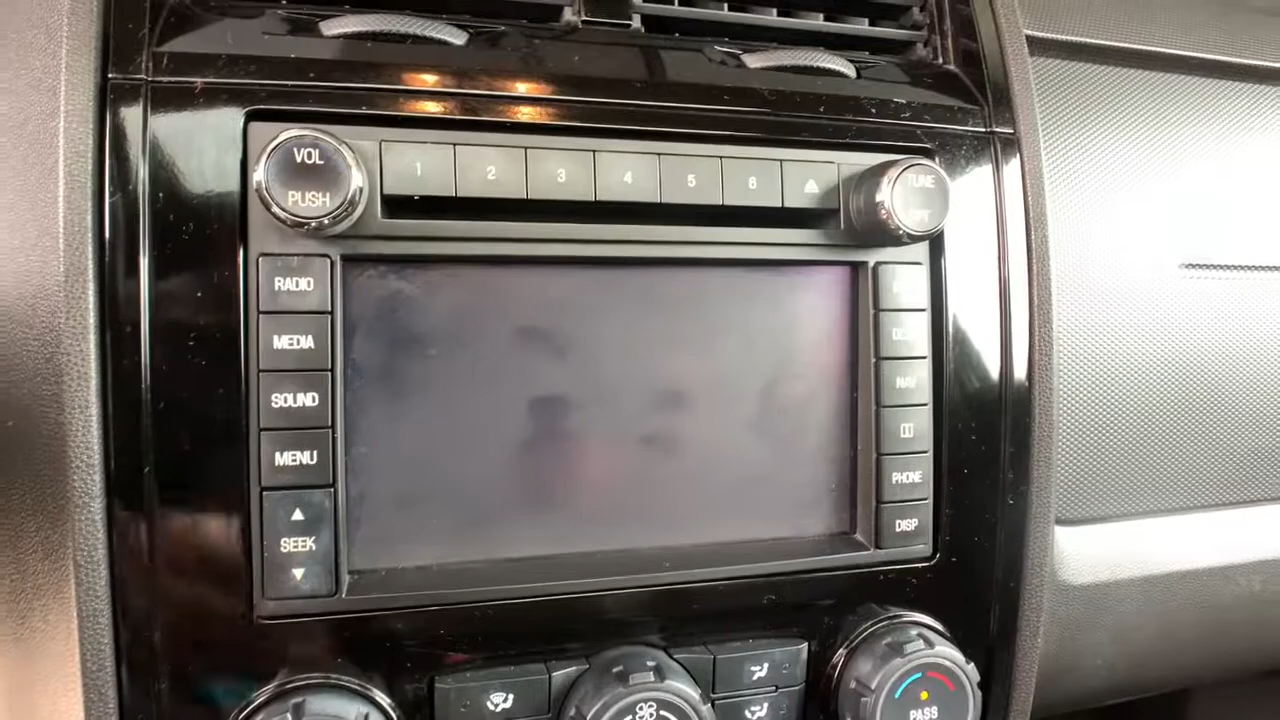 VOL
PUSH
1
2
3
4
5
6
TUNE
RADIO
MEDIA
SOUND
MENU
SEEK
NAV
PHONE
DISP
PASS